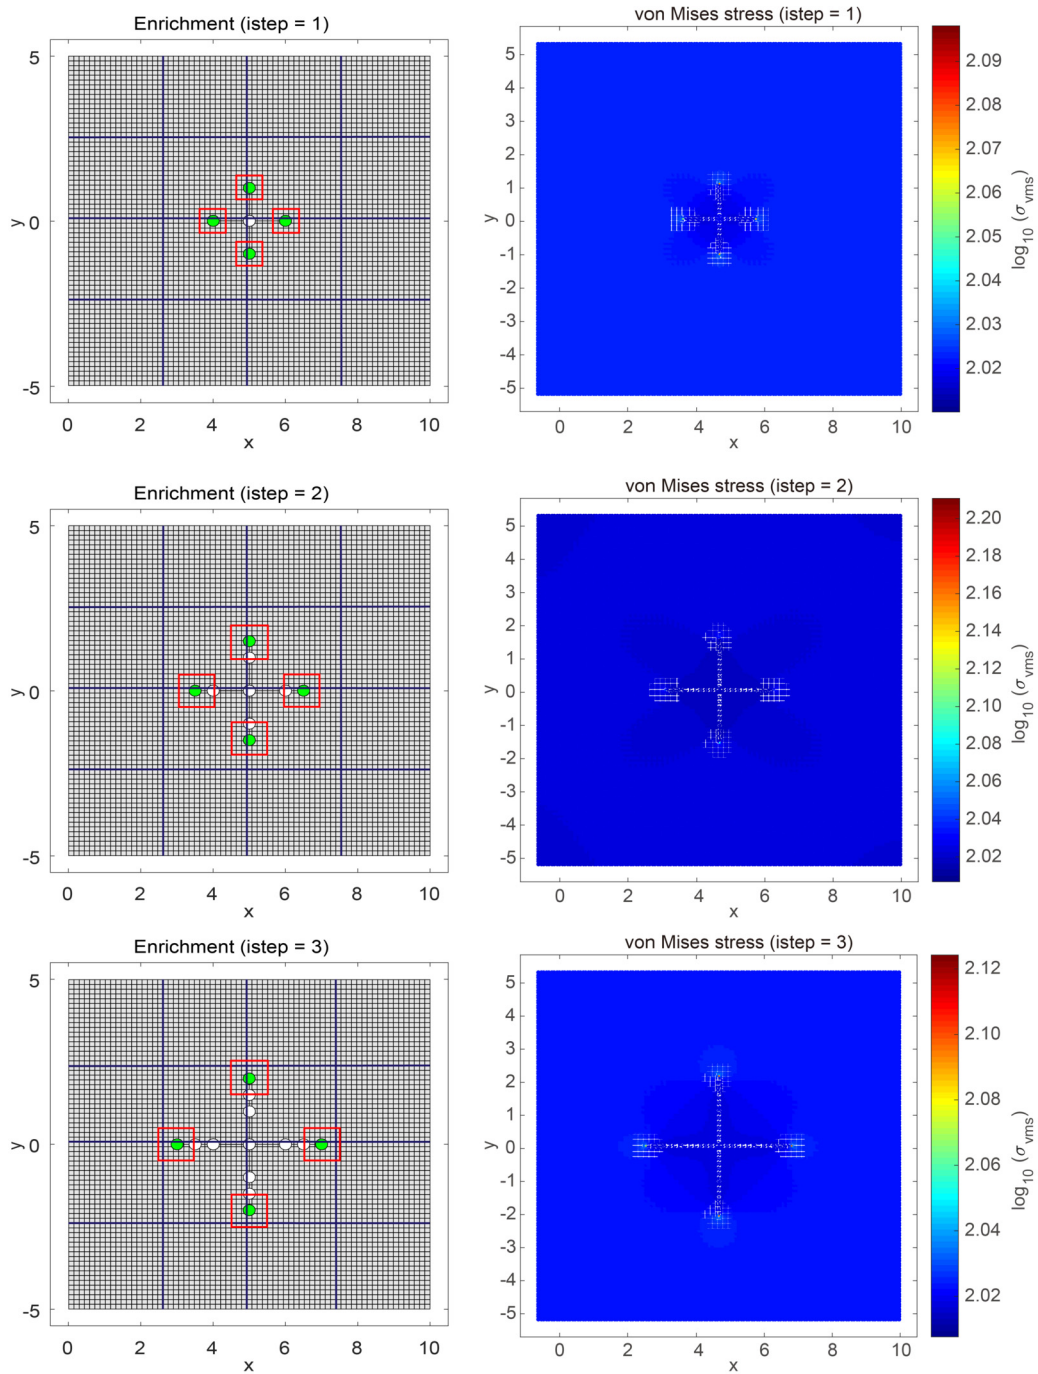 Enrichment (istep = 1)
5
0
-5
y
0 2 4 6 8 10
x
von Mises stress (istep = 1)
5
4
3
2
1
0
-1
-2
-3
-4
-5
y
0 2 4 6 8 10
x
2.09
2.08
2.07
2.06
2.05
2.04
2.03
2.02
log10 (σvms)
Enrichment (istep = 2)
5
0
-5
y
0 2 4 6 8 10
x
von Mises stress (istep = 2)
5
4
3
2
1
0
-1
-2
-3
-4
-5
y
0 2 4 6 8 10
x
2.20
2.18
2.16
2.14
2.12
2.10
2.08
2.06
2.04
2.02
log10 (σvms)
Enrichment (istep = 3)
5
0
-5
y
0 2 4 6 8 10
x
von Mises stress (istep = 3)
5
4
3
2
1
0
-1
-2
-3
-4
-5
y
0 2 4 6 8 10
x
2.12
2.10
2.08
2.06
2.04
2.02
log10 (σvms)